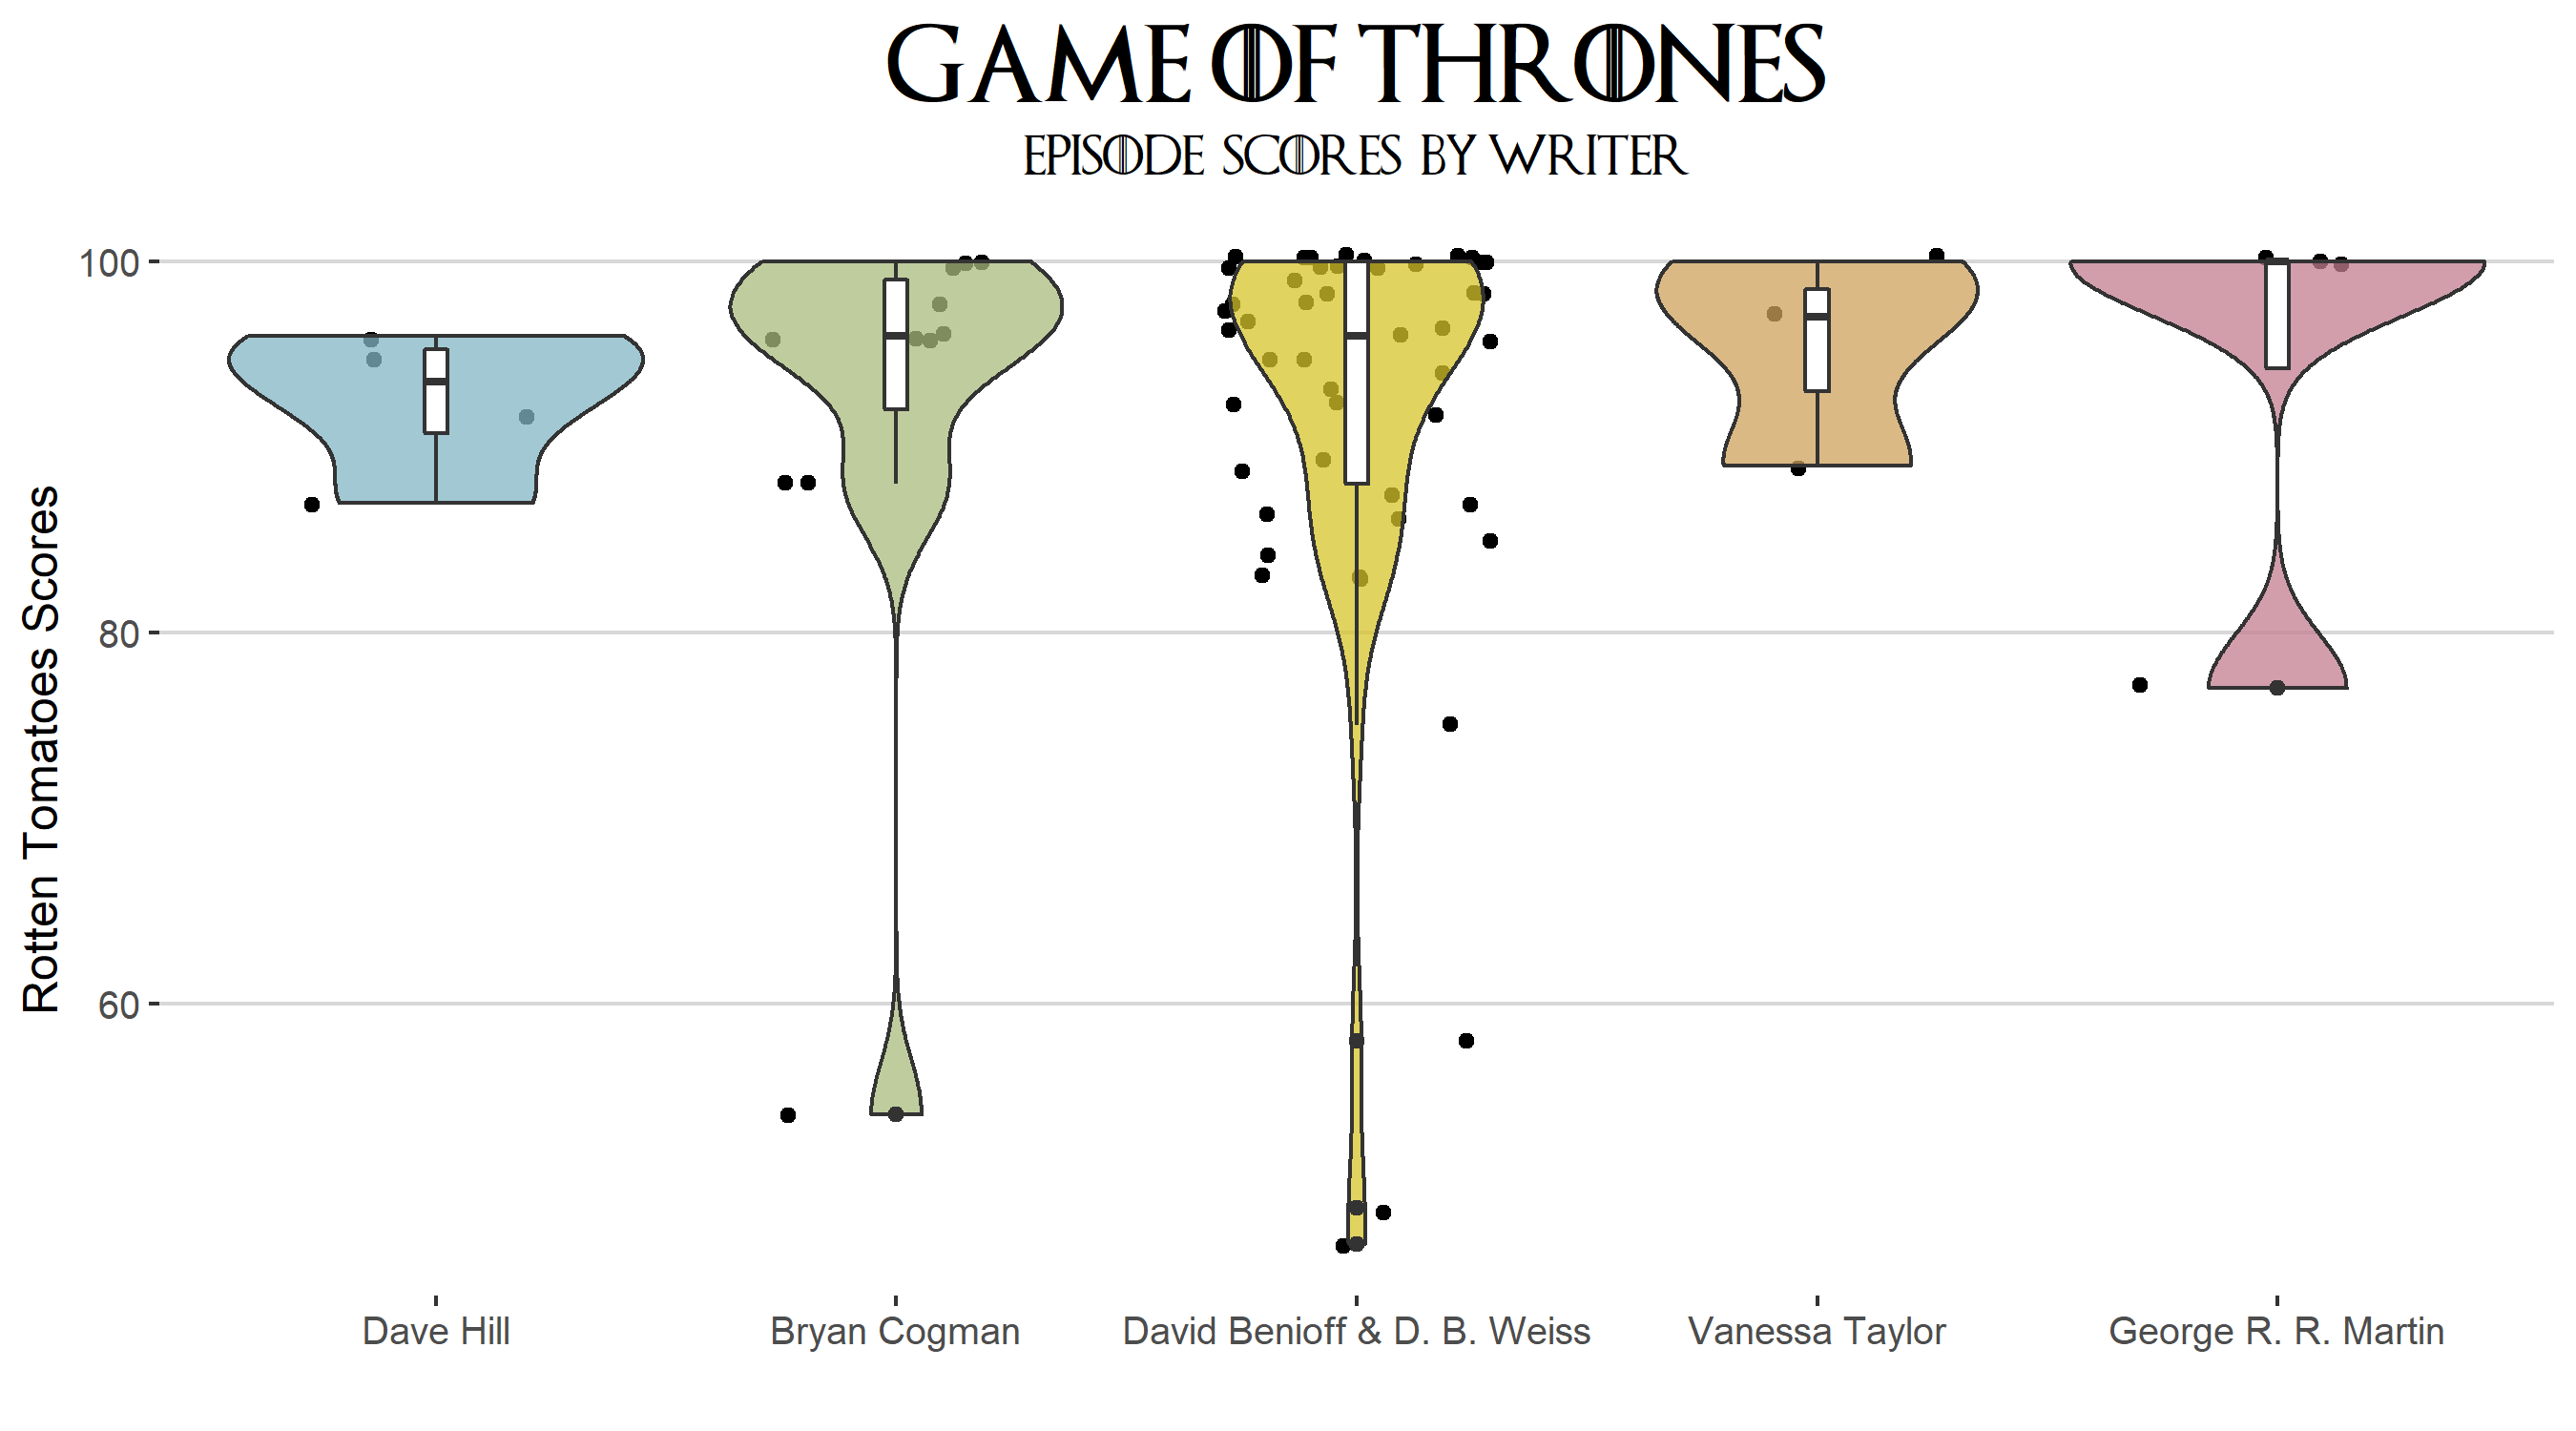 GAME OF THRONES
EPISODE SCORES BY WRITER
Rotten Tomatoes Scores
100
80
60
Dave Hill
Bryan Cogman
David Benioff & D. B. Weiss
Vanessa Taylor
George R. R. Martin